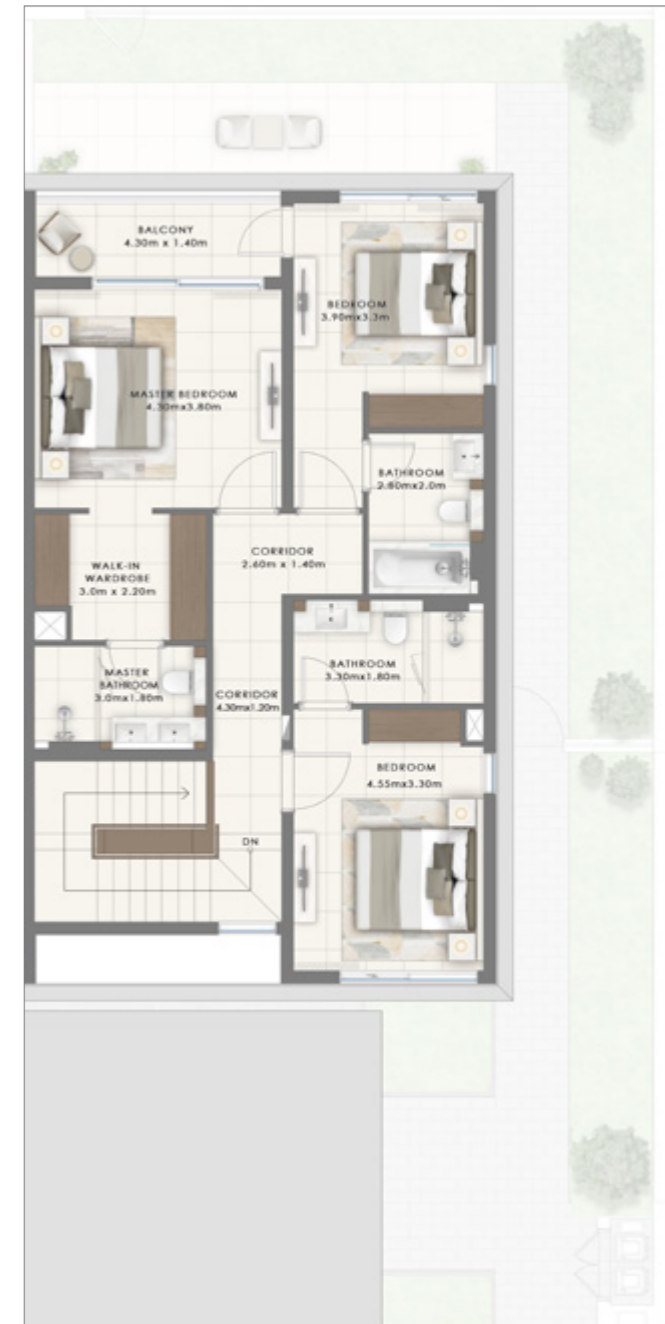 BALCONY
4.30m x 1.40m
BEDROOM
3.90mx3.3m
MASTER BEDROOM
4.30mx3.80m
BATHROOM
2.80mx2.0m
CORRIDOR
2.60m x 1.40m
WALK-IN
WARDROBE
3.0m x 2.20m
BATHROOM
3.30mx1.80m
MASTER
BATHROOM
3.0mx1.80m
CORRIDOR
4.30mx1.20m
BEDROOM
4.55mx3.30m
DN